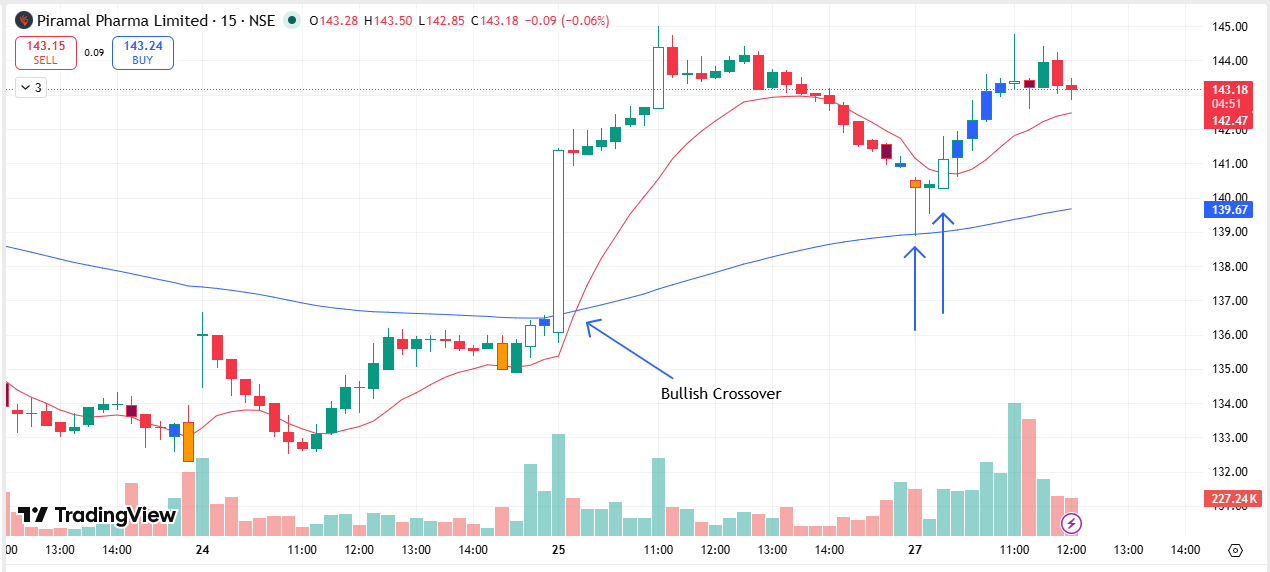 Piramal Pharma Limited · 15 · NSE O143.28 H143.50 L142.85 C143.18 −0.09 (−0.06%)
143.15 0.09 143.24
SELL BUY
3
145.00
144.00
143.18
04:51
142.47
142.00
141.00
140.00
139.67
139.00
138.00
137.00
136.00
135.00
Bullish Crossover
134.00
133.00
132.00
227.24 K
TradingView
13:00 14:00 24 11:00 12:00 13:00 14:00 25 11:00 12:00 13:00 14:00 27 11:00 12:00 13:00 14:00